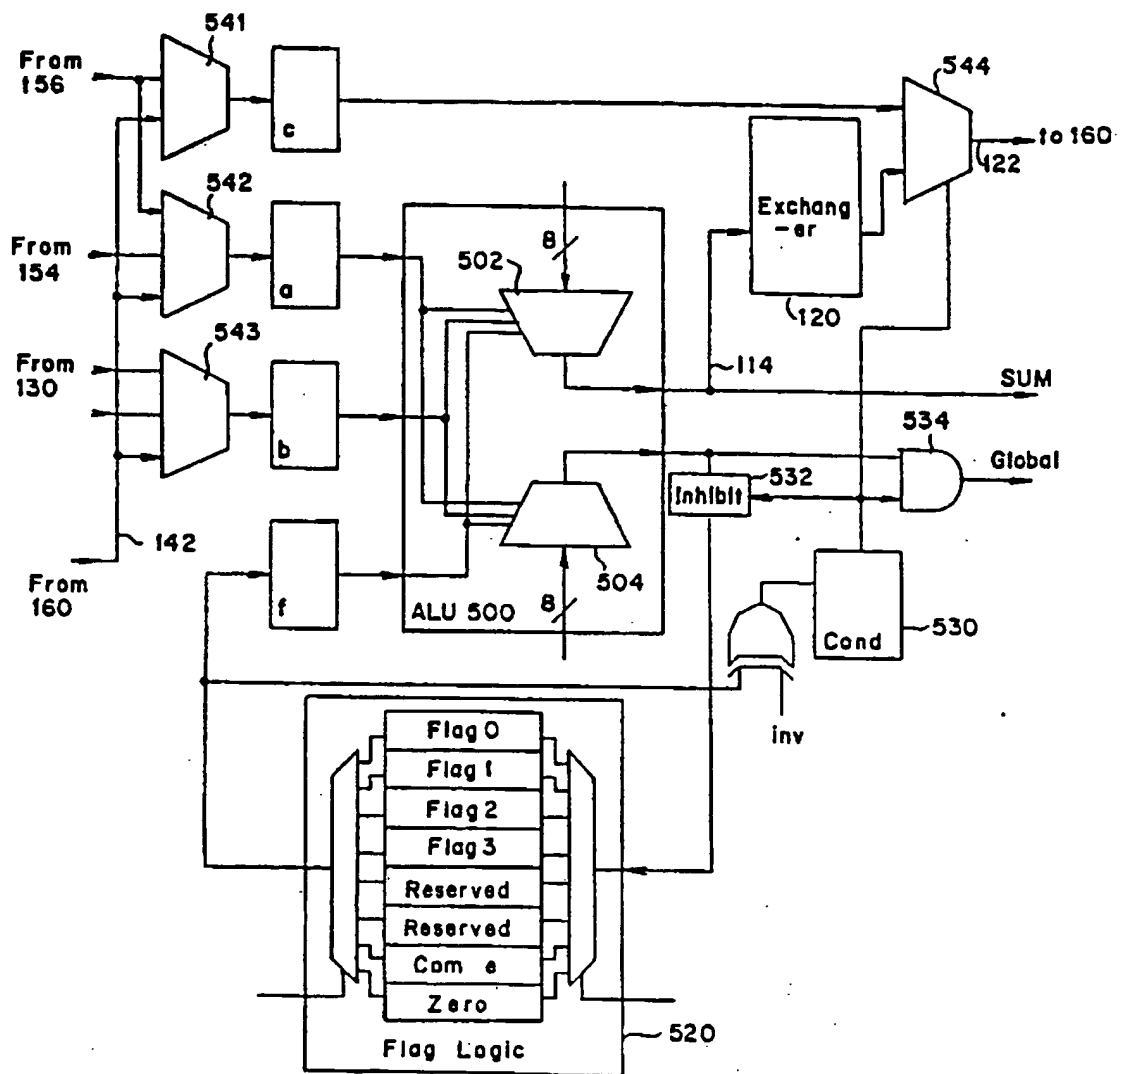 541
From
156
c
544
to 160
122
542
From
154
a
8
502
Exchang
-er
120
543
From
130
b
114
SUM
534
Global
532
Inhibit
142
From
160
f
504
8
ALU 500
Cond
530
inv
Flag 0
Flag 1
Flag 2
Flag 3
Reserved
Reserved
Com e
Zero
Flag Logic
520